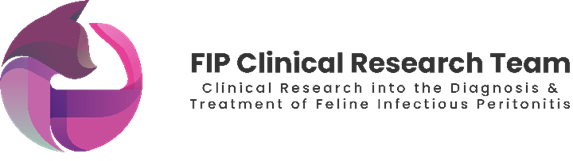 FIP Clinical Research Team
Clinical Research into the Diagnosis &
Treatment of Feline Infectious Peritonitis